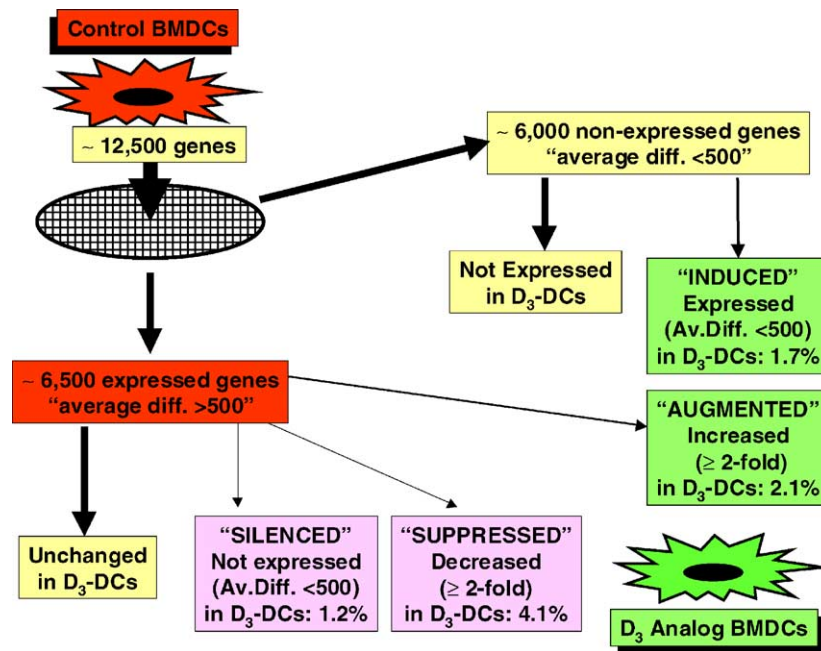 Control BMDCs
~ 12,500 genes
~ 6,000 non-expressed genes
“average diff. <500”
Not Expressed
in D₃-DCs
“INDUCED”
Expressed
(Av.Diff. <500)
in D₃-DCs: 1.7%
~ 6,500 expressed genes
“average diff. >500”
“AUGMENTED”
Increased
(≥ 2-fold)
in D₃-DCs: 2.1%
Unchanged
in D₃-DCs
“SILENCED”
Not expressed
(Av.Diff. <500)
in D₃-DCs: 1.2%
“SUPPRESSED”
Decreased
(≥ 2-fold)
in D₃-DCs: 4.1%
D₃ Analog BMDCs